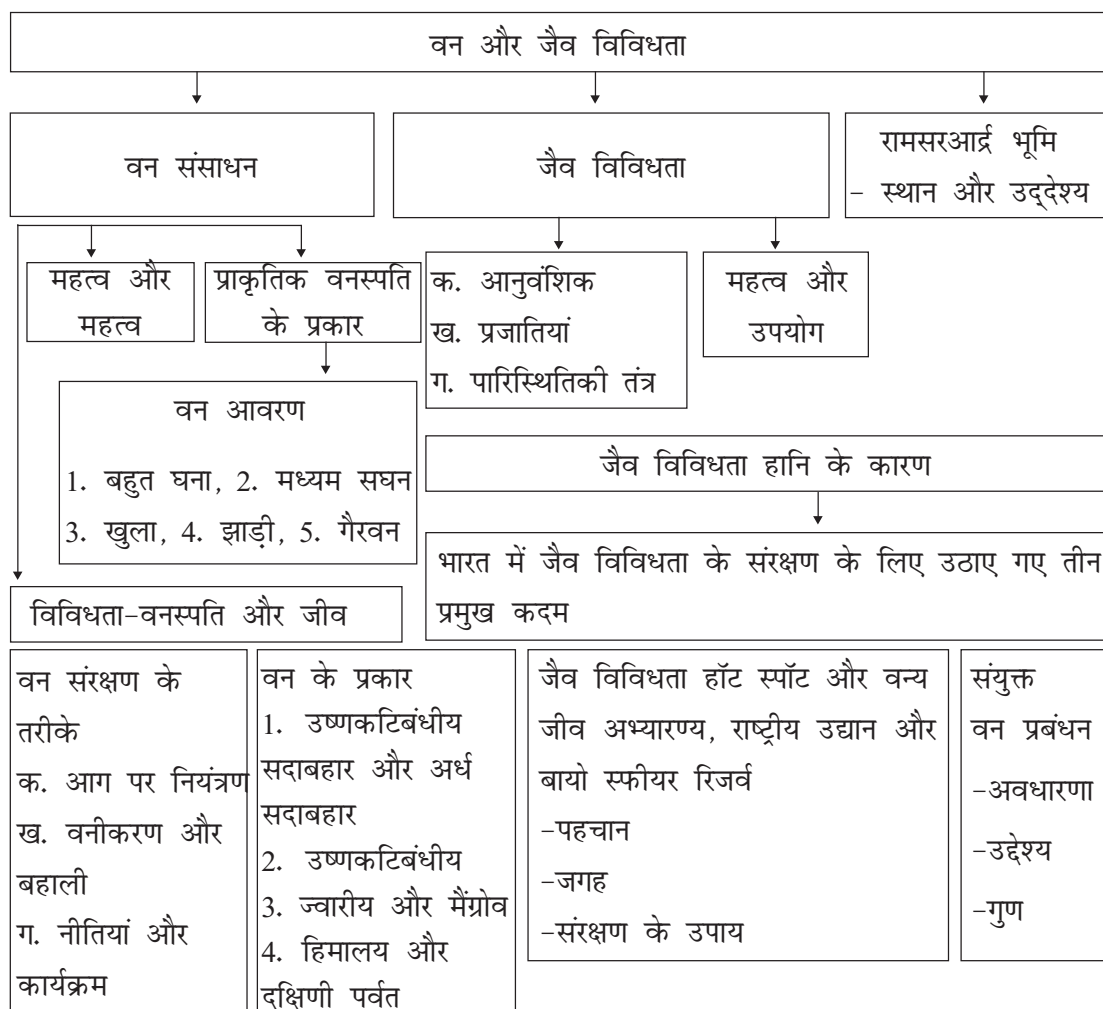 वन और जैव विविधता
वन संसाधन
जैव विविधता
रामसरआर्द्र भूमि
- स्थान और उद्देश्य
महत्व और
महत्व
प्राकृतिक वनस्पति
के प्रकार
क. आनुवंशिक
ख. प्रजातियां
ग. पारिस्थितिकी तंत्र
महत्व और
उपयोग
वन आवरण
1. बहुत घना, 2. मध्यम सघन
3. खुला, 4. झाड़ी, 5. गैरवन
जैव विविधता हानि के कारण
भारत में जैव विविधता के संरक्षण के लिए उठाए गए तीन
प्रमुख कदम
विविधता-वनस्पति और जीव
वन संरक्षण के
तरीके
क. आग पर नियंत्रण
ख. वनीकरण और
बहाली
ग. नीतियां और
कार्यक्रम
वन के प्रकार
1. उष्णकटिबंधीय
सदाबहार और अर्ध
सदाबहार
2. उष्णकटिबंधीय
3. ज्वारीय और मैंग्रोव
4. हिमालय और
दक्षिणी पर्वत
जैव विविधता हॉट स्पॉट और वन्य
जीव अभ्यारण्य, राष्ट्रीय उद्यान और
बायो स्फीयर रिजर्व
-पहचान
-जगह
-संरक्षण के उपाय
संयुक्त
वन प्रबंधन
-अवधारणा
-उद्देश्य
-गुण